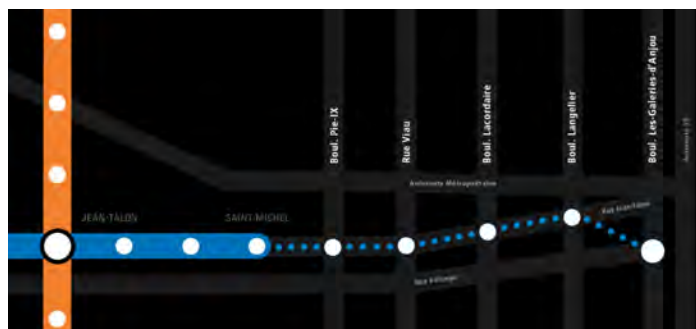 Boul. Pie-IX
Rue Viau
Boul. Lacordaire
Boul. Langelier
Boul. Les-Galeries-d'Anjou
Autoroute Métropolitaine
JEAN-TALON
SAINT-MICHEL
Rue Jean-Talon
Rue Bélanger